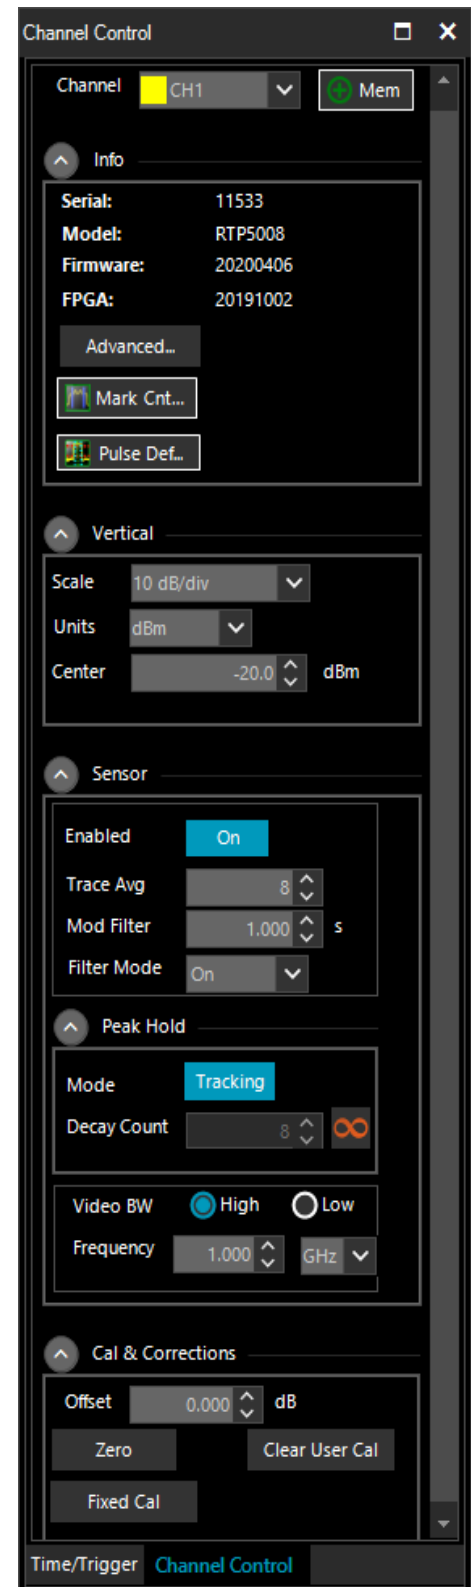 Channel Control
Channel CH1 Mem
Info
Serial: 11533
Model: RTP5008
Firmware: 20200406
FPGA: 20191002
Advanced...
Mark Cnt...
Pulse Def...
Vertical
Scale 10 dB/div
Units dBm
Center -20.0 dBm
Sensor
Enabled On
Trace Avg 8
Mod Filter 1.000 s
Filter Mode On
Peak Hold
Mode Tracking
Decay Count 8 ∞
Video BW High Low
Frequency 1.000 GHz
Cal & Corrections
Offset 0.000 dB
Zero Clear User Cal
Fixed Cal
Time/Trigger Channel Control